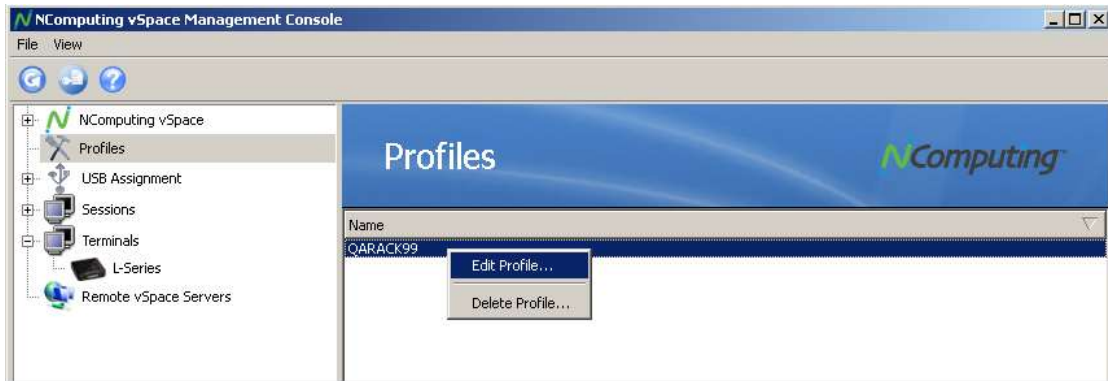 NComputing vSpace Management Console
File View
NComputing vSpace
Profiles
USB Assignment
Sessions
Terminals
L-Series
Remote vSpace Servers
Profiles
NComputing™
Name
QARACK99
Edit Profile...
Delete Profile...